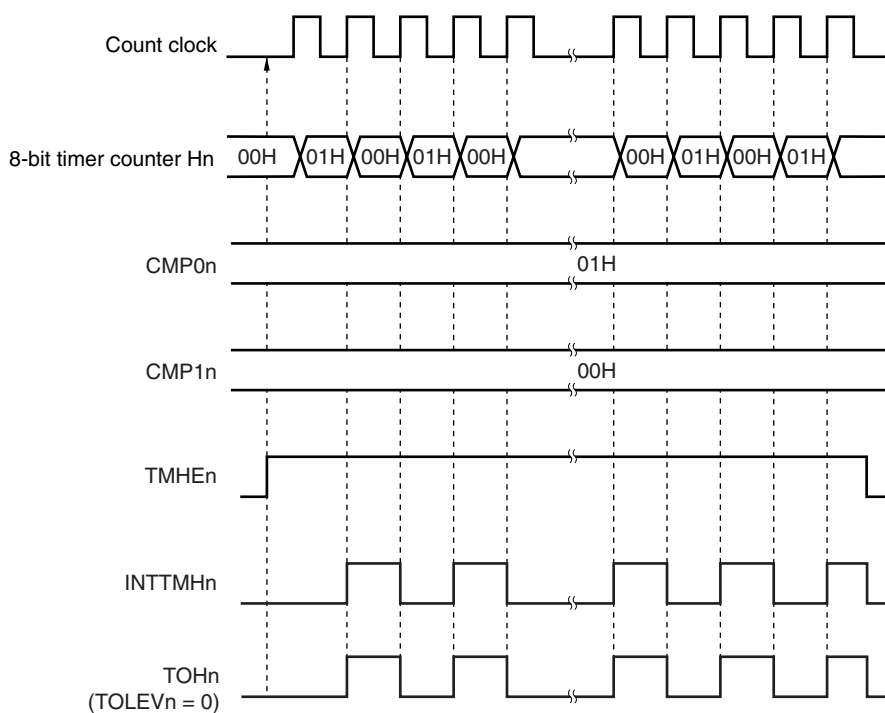 Count clock
8-bit timer counter Hn
00H 01H 00H 01H 00H 00H 01H 00H 01H
CMP0n
01H
CMP1n
00H
TMHEn
INTTMHn
TOHn
(TOLEVn = 0)